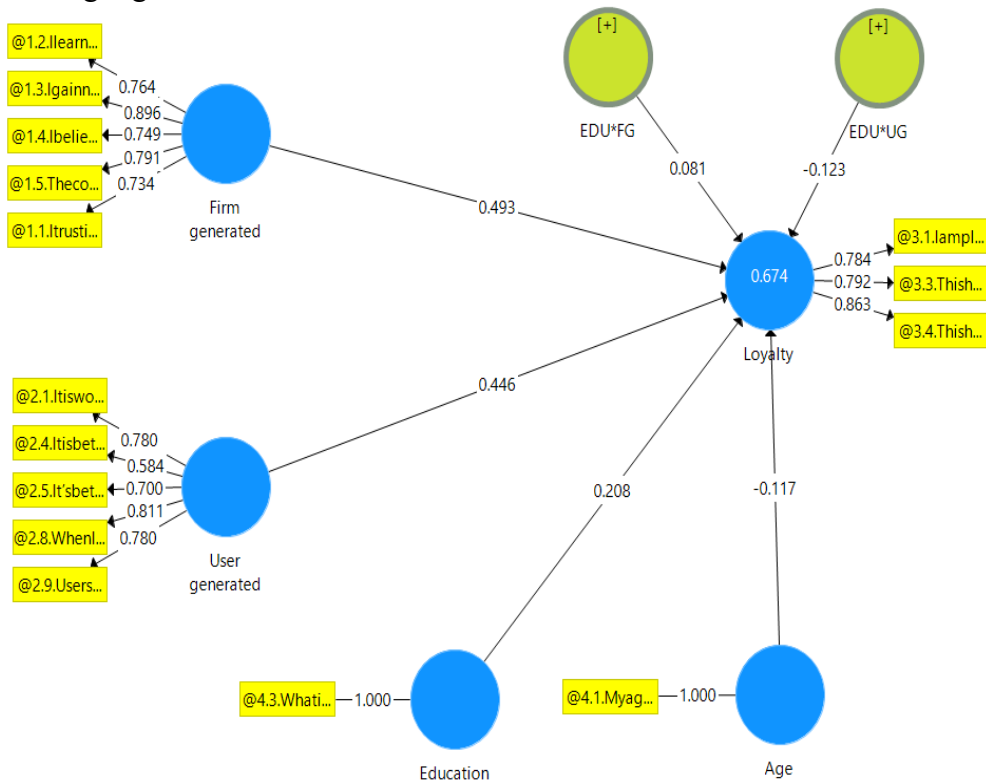 @1.2.Ilearn...
@1.3.Igainn...
@1.4.Ibelie...
@1.5.Theco...
@1.1.Itrusti...
0.764
0.896
0.749
0.791
0.734
Firm
generated
[+]
EDU*FG
[+]
EDU*UG
0.081
-0.123
0.493
0.674
Loyalty
0.784
0.792
0.863
@3.1.Iampl...
@3.3.Thish...
@3.4.Thish...
0.446
@2.1.Itiswo...
@2.4.Itisbet...
@2.5.It'sbet...
@2.8.WhenI...
@2.9.Users...
0.780
0.584
0.700
0.811
0.780
User
generated
0.208
-0.117
@4.3.Whati...
1.000
Education
@4.1.Myag...
1.000
Age